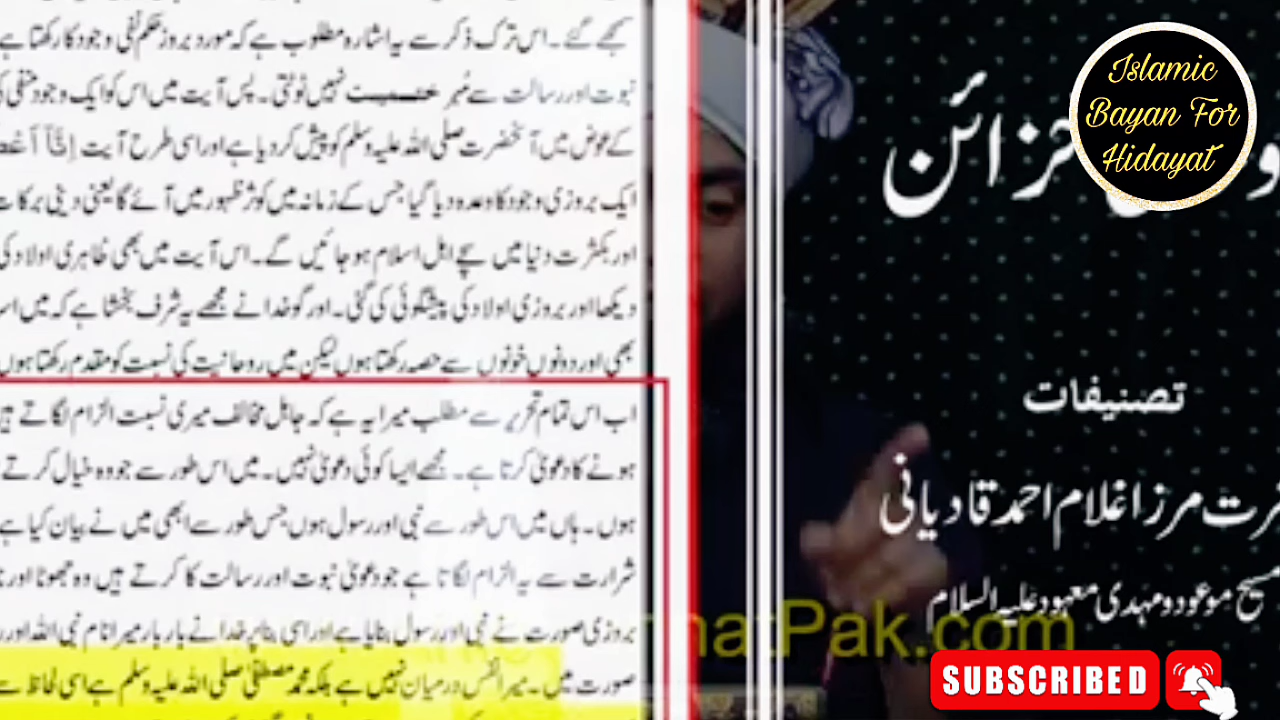 کئے گئے۔ اس ترک ذکر سے یہ اشارہ مطلوب ہے کہ مورد بروز حکم نفی وجود کا رکھتا ہے
نبوت اور رسالت سے مُہر ختمیت نہیں ٹوٹتی۔ پس آیت میں اس کو ایک وجود منفی کی
کے عوض میں آنحضرت صلی اللہ علیہ وسلم کو پیش کر دیا ہے اور اسی طرح آیت اِنَّآ
ایک بروزی وجود کا وعدہ دیا گیا جس کے زمانہ میں کوثر ظہور میں آئے گا یعنی دینی برکات
اور بکثرت دنیا میں سچے اہل اسلام ہو جائیں گے۔ اس آیت میں بھی ظاہری اولاد کی
دیکھا اور بروزی اولاد کی پیشگوئی کی گئی۔ اور گو خدا نے مجھے یہ شرف بخشا ہے کہ میں
بھی اور دونوں خونوں سے حصہ رکھتا ہوں لیکن میں روحانیت کی نسبت کو مقدم رکھتا ہوں
اب اس تمام تحریر سے مطلب میرا یہ ہے کہ جاہل مخالف میری نسبت الزام لگاتے
ہونے کا دعویٰ کرتا ہے۔ مجھے ایسا کوئی دعویٰ نہیں۔ میں اس طور سے جو وہ خیال کرتے
ہوں۔ ہاں میں اس طور سے نبی اور رسول ہوں جس طور سے ابھی میں نے بیان کیا ہے
شرارت سے یہ الزام لگاتا ہے جو دعویٰ نبوت اور رسالت کا کرتے ہیں وہ جھوٹا اور
بروزی صورت نے نبی اور رسول بنایا ہے اور اسی بنا پر خدا نے بار بار میرا نام نبی اللہ اور
صورت میں۔ میرا نفس درمیان نہیں ہے بلکہ محمد مصطفیٰ صلی اللہ علیہ وسلم ہے اسی لحاظ سے
خزائن
تصنیفات
مرزا غلام احمد قادیانی
مسیح موعود و مہدی معہود علیہ السلام
Islamic
Bayan For
Hidayat
natPak.com
SUBSCRIBED